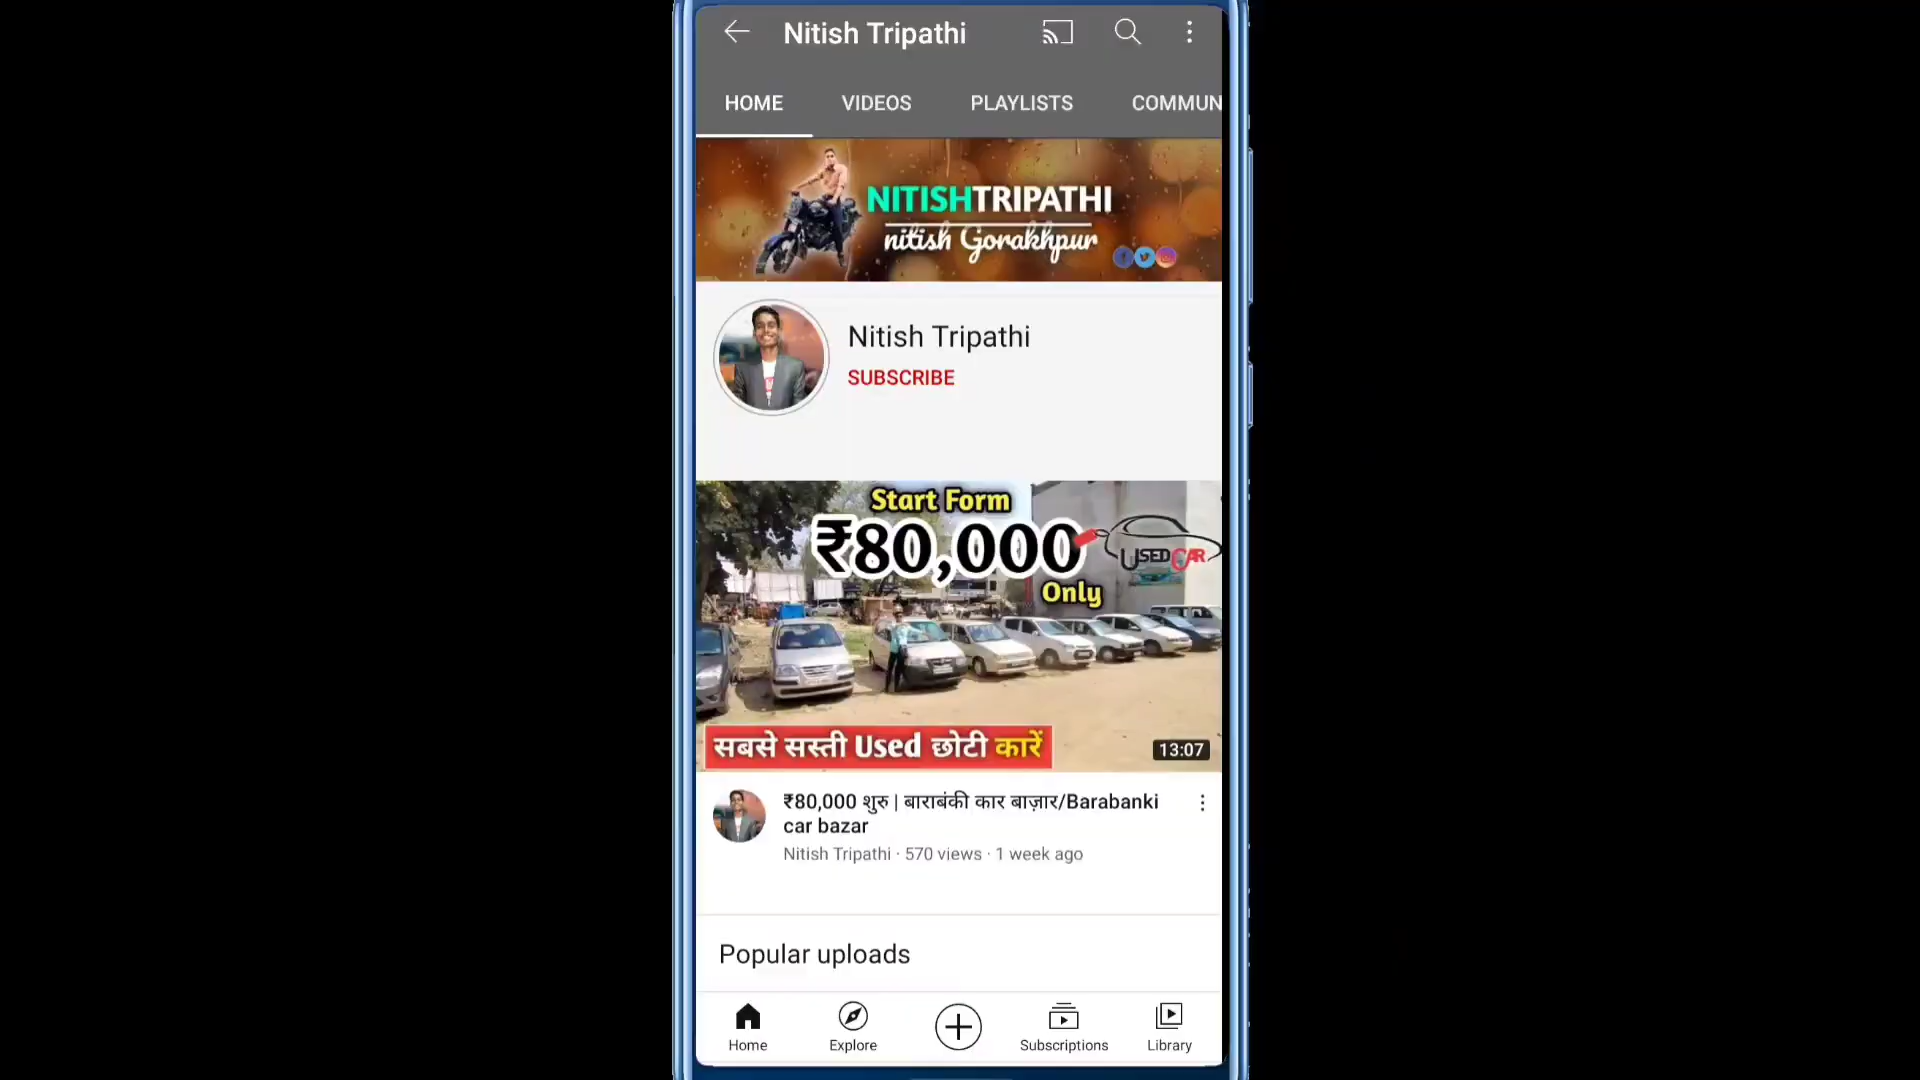 Nitish Tripathi
HOME VIDEOS PLAYLISTS COMMUN
NITISHTRIPATHI
nitish Gorakhpur
Nitish Tripathi
SUBSCRIBE
Start Form
₹80,000
USEDCAR
Only
सबसे सस्ती Used छोटी कारें
13:07
₹80,000 शुरु | बाराबंकी कार बाज़ार/Barabanki
car bazar
Nitish Tripathi · 570 views · 1 week ago
Popular uploads
Home Explore Subscriptions Library